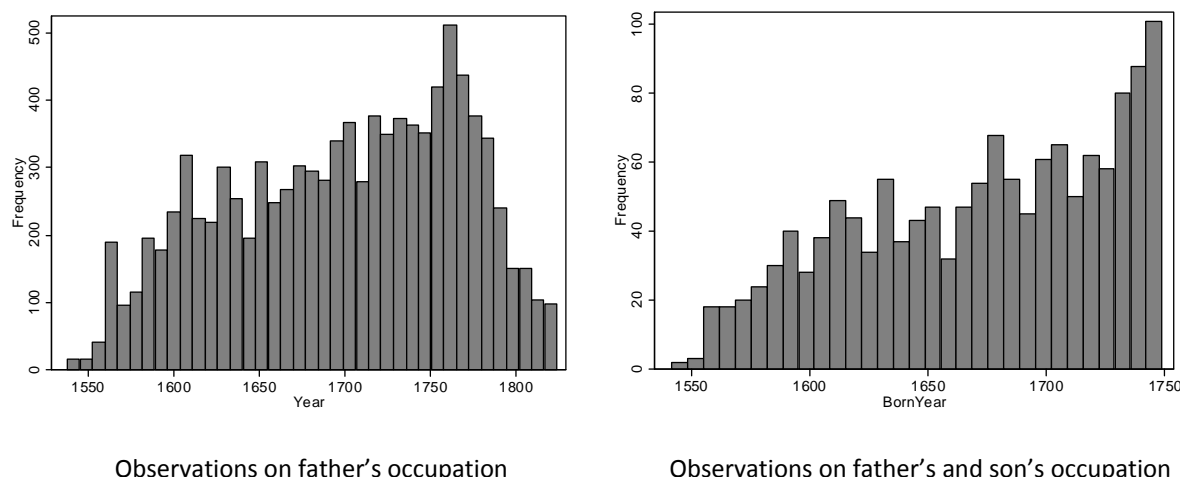 500
400
300
200
100
0
Frequency
1550 1600 1650 1700 1750 1800
Year
100
80
60
40
20
0
Frequency
1550 1600 1650 1700 1750
BornYear
Observations on father’s occupation
Observations on father’s and son’s occupation